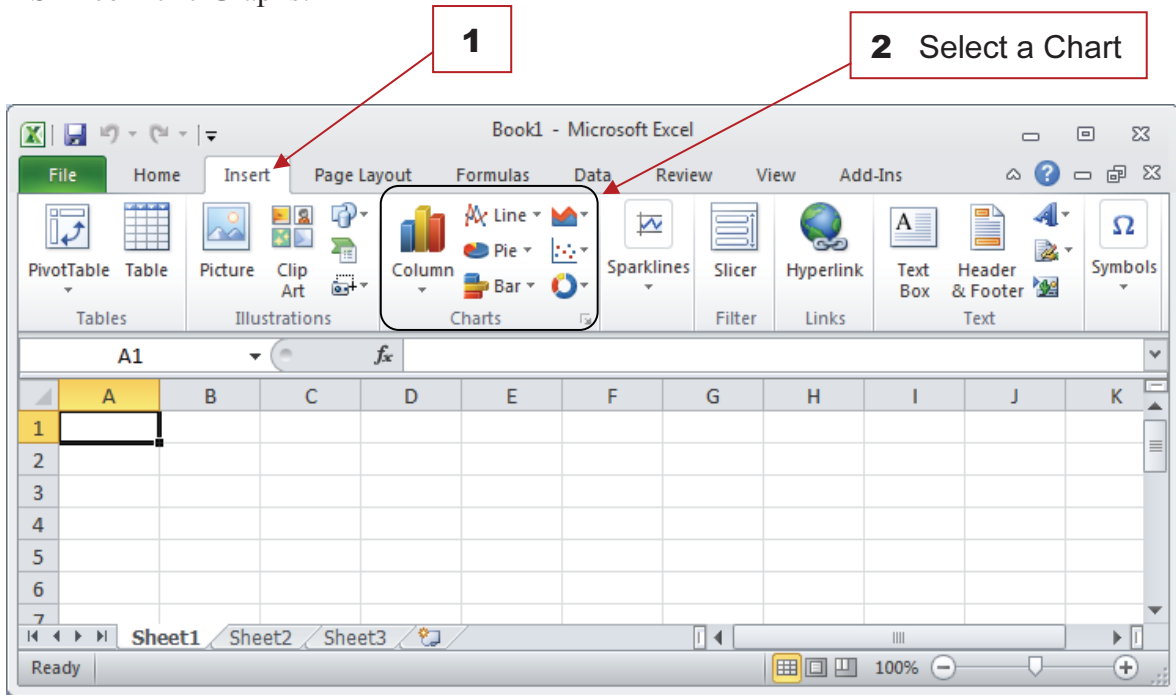 1
2 Select a Chart
Book1 - Microsoft Excel
File Home Insert Page Layout Formulas Data Review View Add-Ins
Line
Pie
Bar
PivotTable Table Picture Clip Art Column Sparklines Slicer Hyperlink Text Box Header & Footer Symbols
Tables Illustrations Charts Filter Links Text
A1 fx
A B C D E F G H I J K
1
2
3
4
5
6
7
Sheet1 Sheet2 Sheet3
Ready 100%